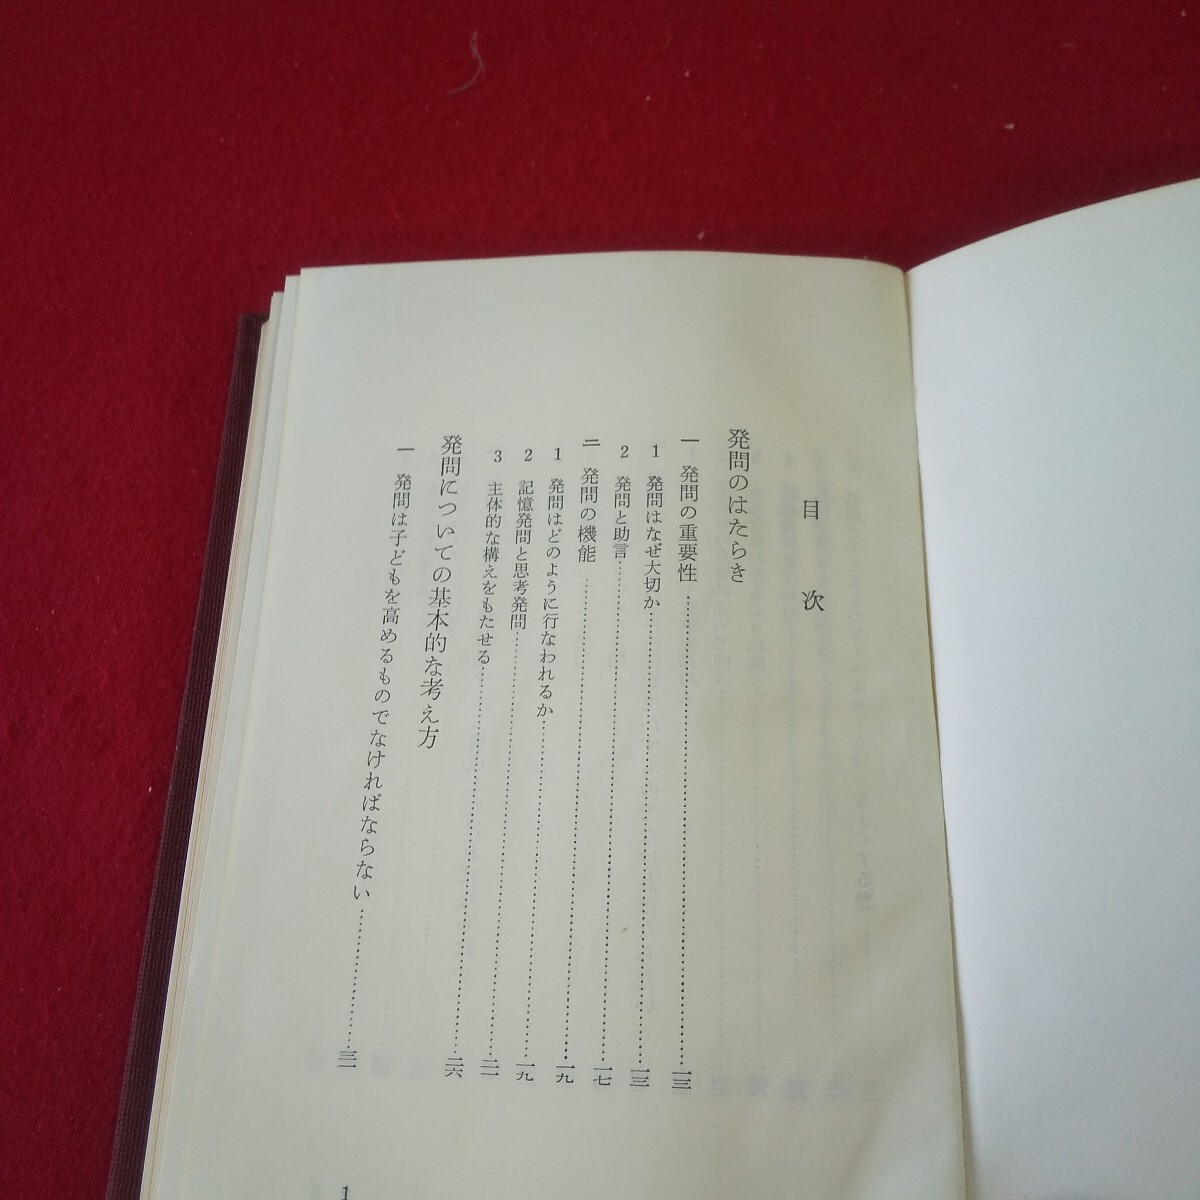 目次
発問のはたらき
一 発問の重要性……一三
1 発問はなぜ大切か……一三
2 発問と助言……一七
二 発問の機能……一九
1 発問はどのように行なわれるか……一九
2 記憶発問と思考発問……二一
3 主体的な構えをもたせる……二六
発問についての基本的な考え方
一 発問は子どもを高めるものでなければならない……三一
1